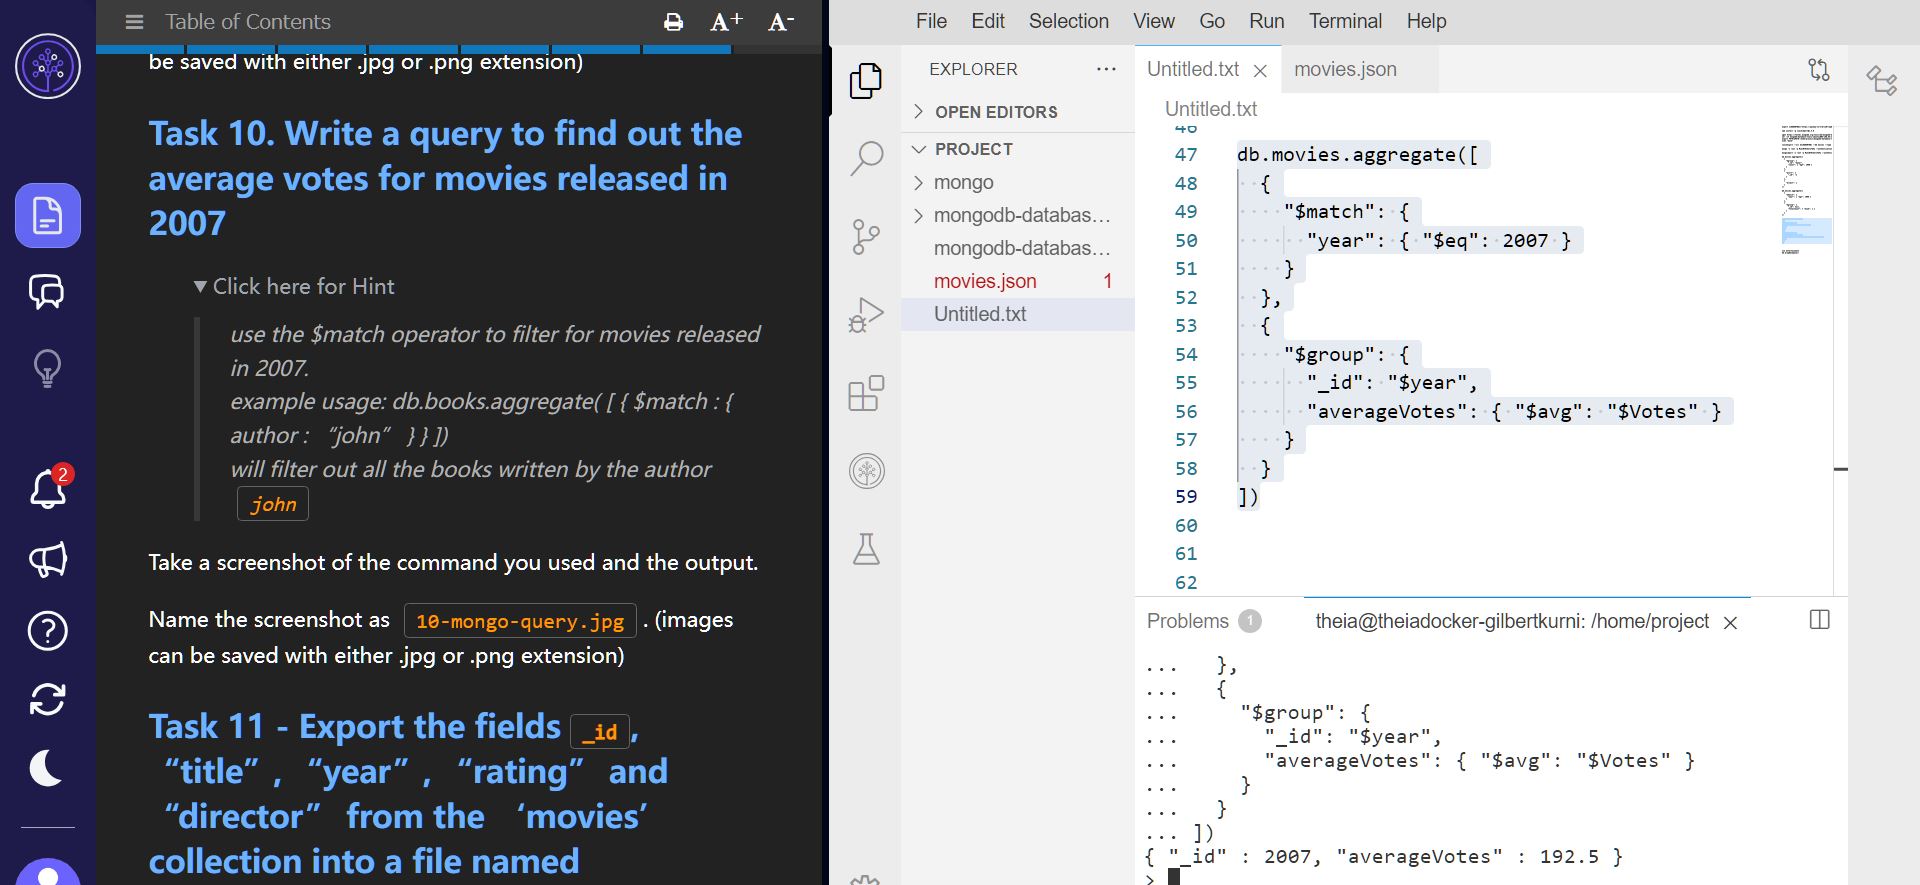 Table of Contents
A+
A-
be saved with either .jpg or .png extension)
Task 10. Write a query to find out the
average votes for movies released in
2007
▼ Click here for Hint
use the $match operator to filter for movies released
in 2007.
example usage: db.books.aggregate( [ { $match : {
author : “john” } } ])
will filter out all the books written by the author
john
Take a screenshot of the command you used and the output.
Name the screenshot as 10-mongo-query.jpg . (images
can be saved with either .jpg or .png extension)
Task 11 - Export the fields _id,
“title” , “year” , “rating” and
“director” from the ‘movies’
collection into a file named
2
File Edit Selection View Go Run Terminal Help
EXPLORER ...
OPEN EDITORS
PROJECT
mongo
mongodb-databas...
mongodb-databas...
movies.json 1
Untitled.txt
Untitled.txt
movies.json
Untitled.txt
46
47 db.movies.aggregate([
48 {
49 "$match": {
50 "year": { "$eq": 2007 }
51 }
52 },
53 {
54 "$group": {
55 "_id": "$year",
56 "averageVotes": { "$avg": "$Votes" }
57 }
58 }
59 ])
60
61
62
Problems 1
theia@theiadocker-gilbertkurni: /home/project
... },
... {
... "$group": {
... "_id": "$year",
... "averageVotes": { "$avg": "$Votes" }
... }
... }
... ])
{ "_id" : 2007, "averageVotes" : 192.5 }
>